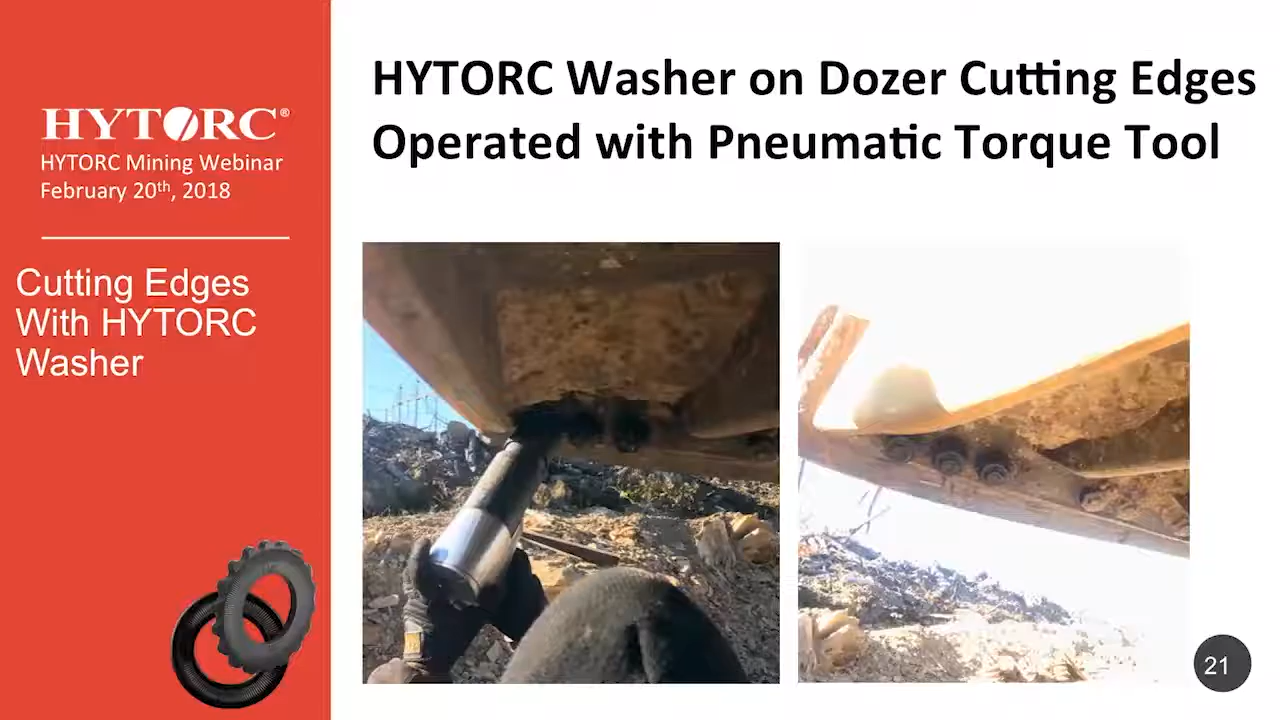 HYTORC Washer on Dozer Cutting Edges
Operated with Pneumatic Torque Tool
HYTORC®
HYTORC Mining Webinar
February 20th, 2018
Cutting Edges
With HYTORC
Washer
21